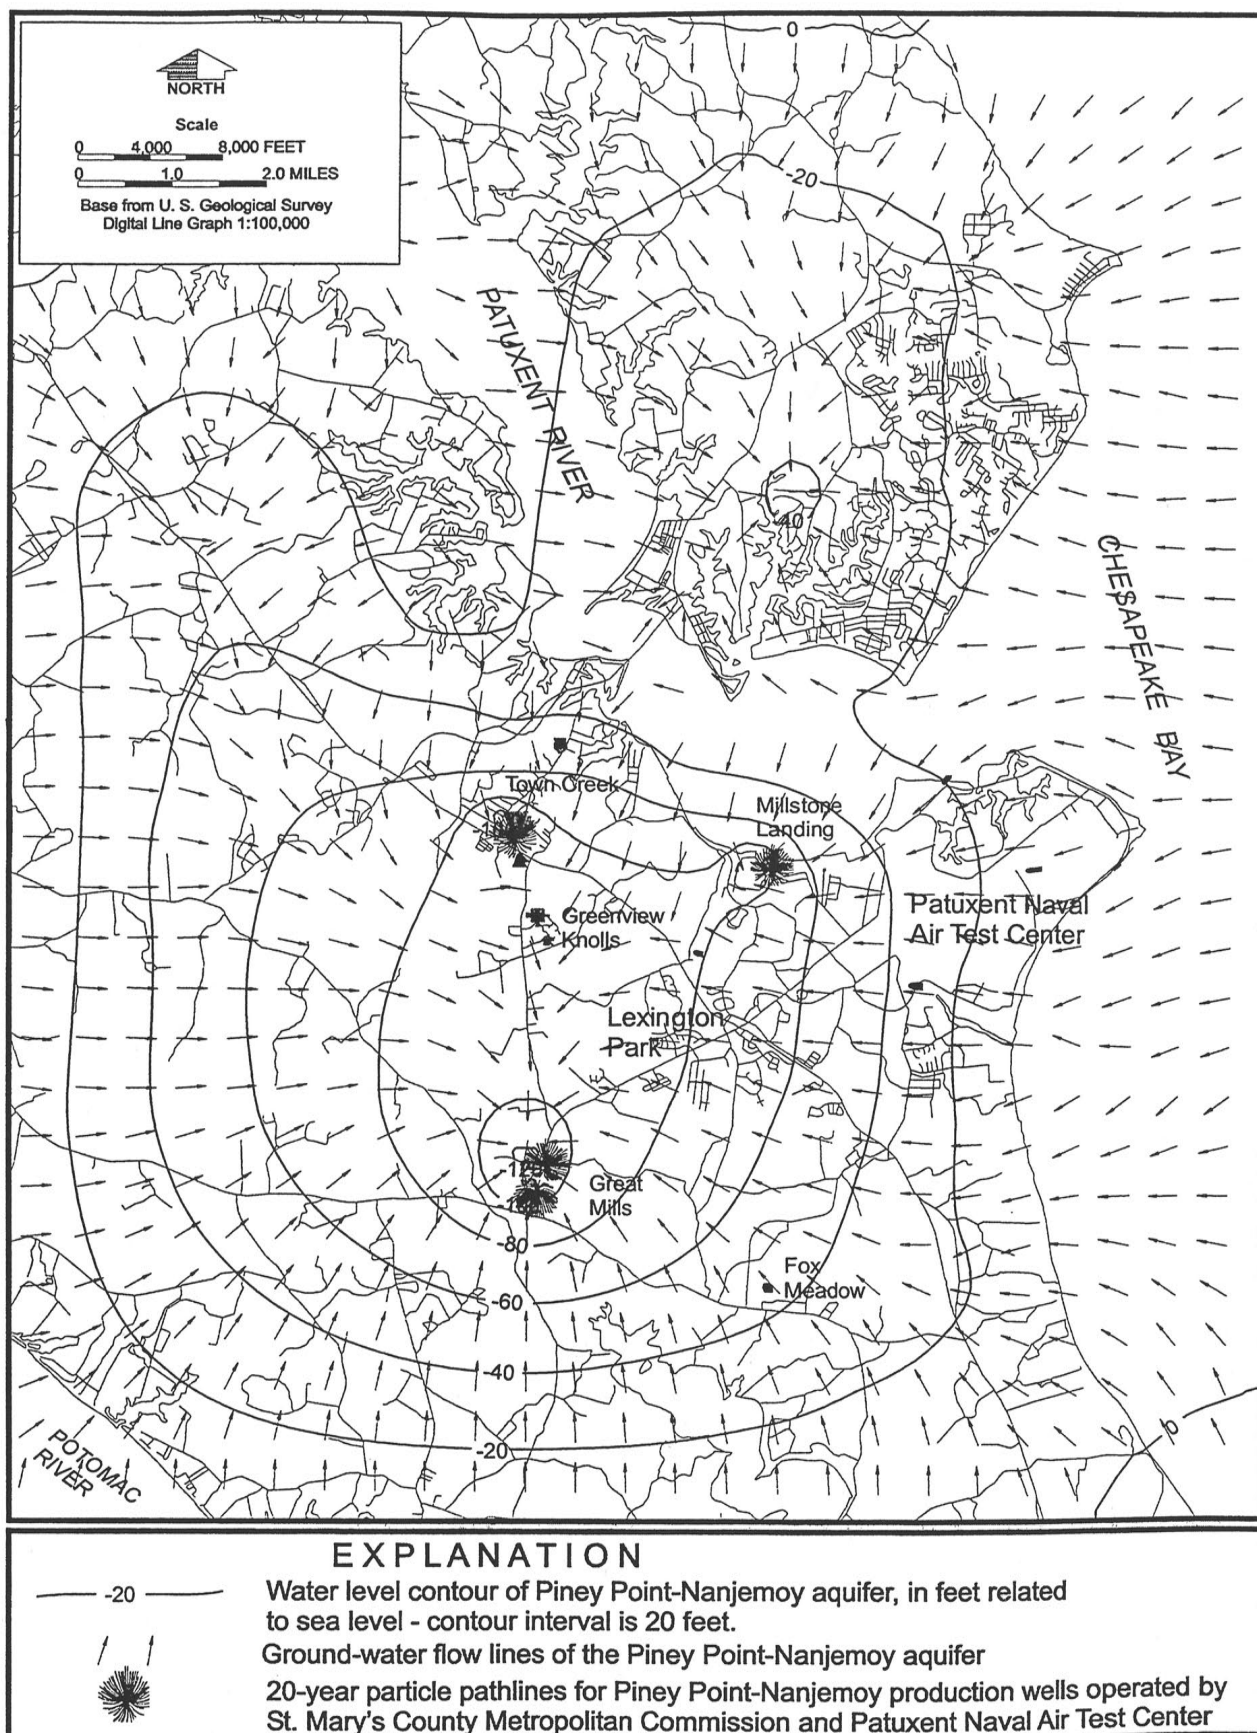 0
NORTH
Scale
0 4,000 8,000 FEET
0 1.0 2.0 MILES
Base from U. S. Geological Survey
Digital Line Graph 1:100,000
-20
PATUXENT RIVER
-40
CHESAPEAKE BAY
Town Creek
Millstone
Landing
Patuxent Naval
Air Test Center
Greenview
Knolls
Lexington
Park
Great
Mills
-80
Fox
Meadow
-60
-40
0
-20
POTOMAC
RIVER
EXPLANATION
-20
Water level contour of Piney Point-Nanjemoy aquifer, in feet related
to sea level - contour interval is 20 feet.
Ground-water flow lines of the Piney Point-Nanjemoy aquifer
20-year particle pathlines for Piney Point-Nanjemoy production wells operated by
St. Mary's County Metropolitan Commission and Patuxent Naval Air Test Center